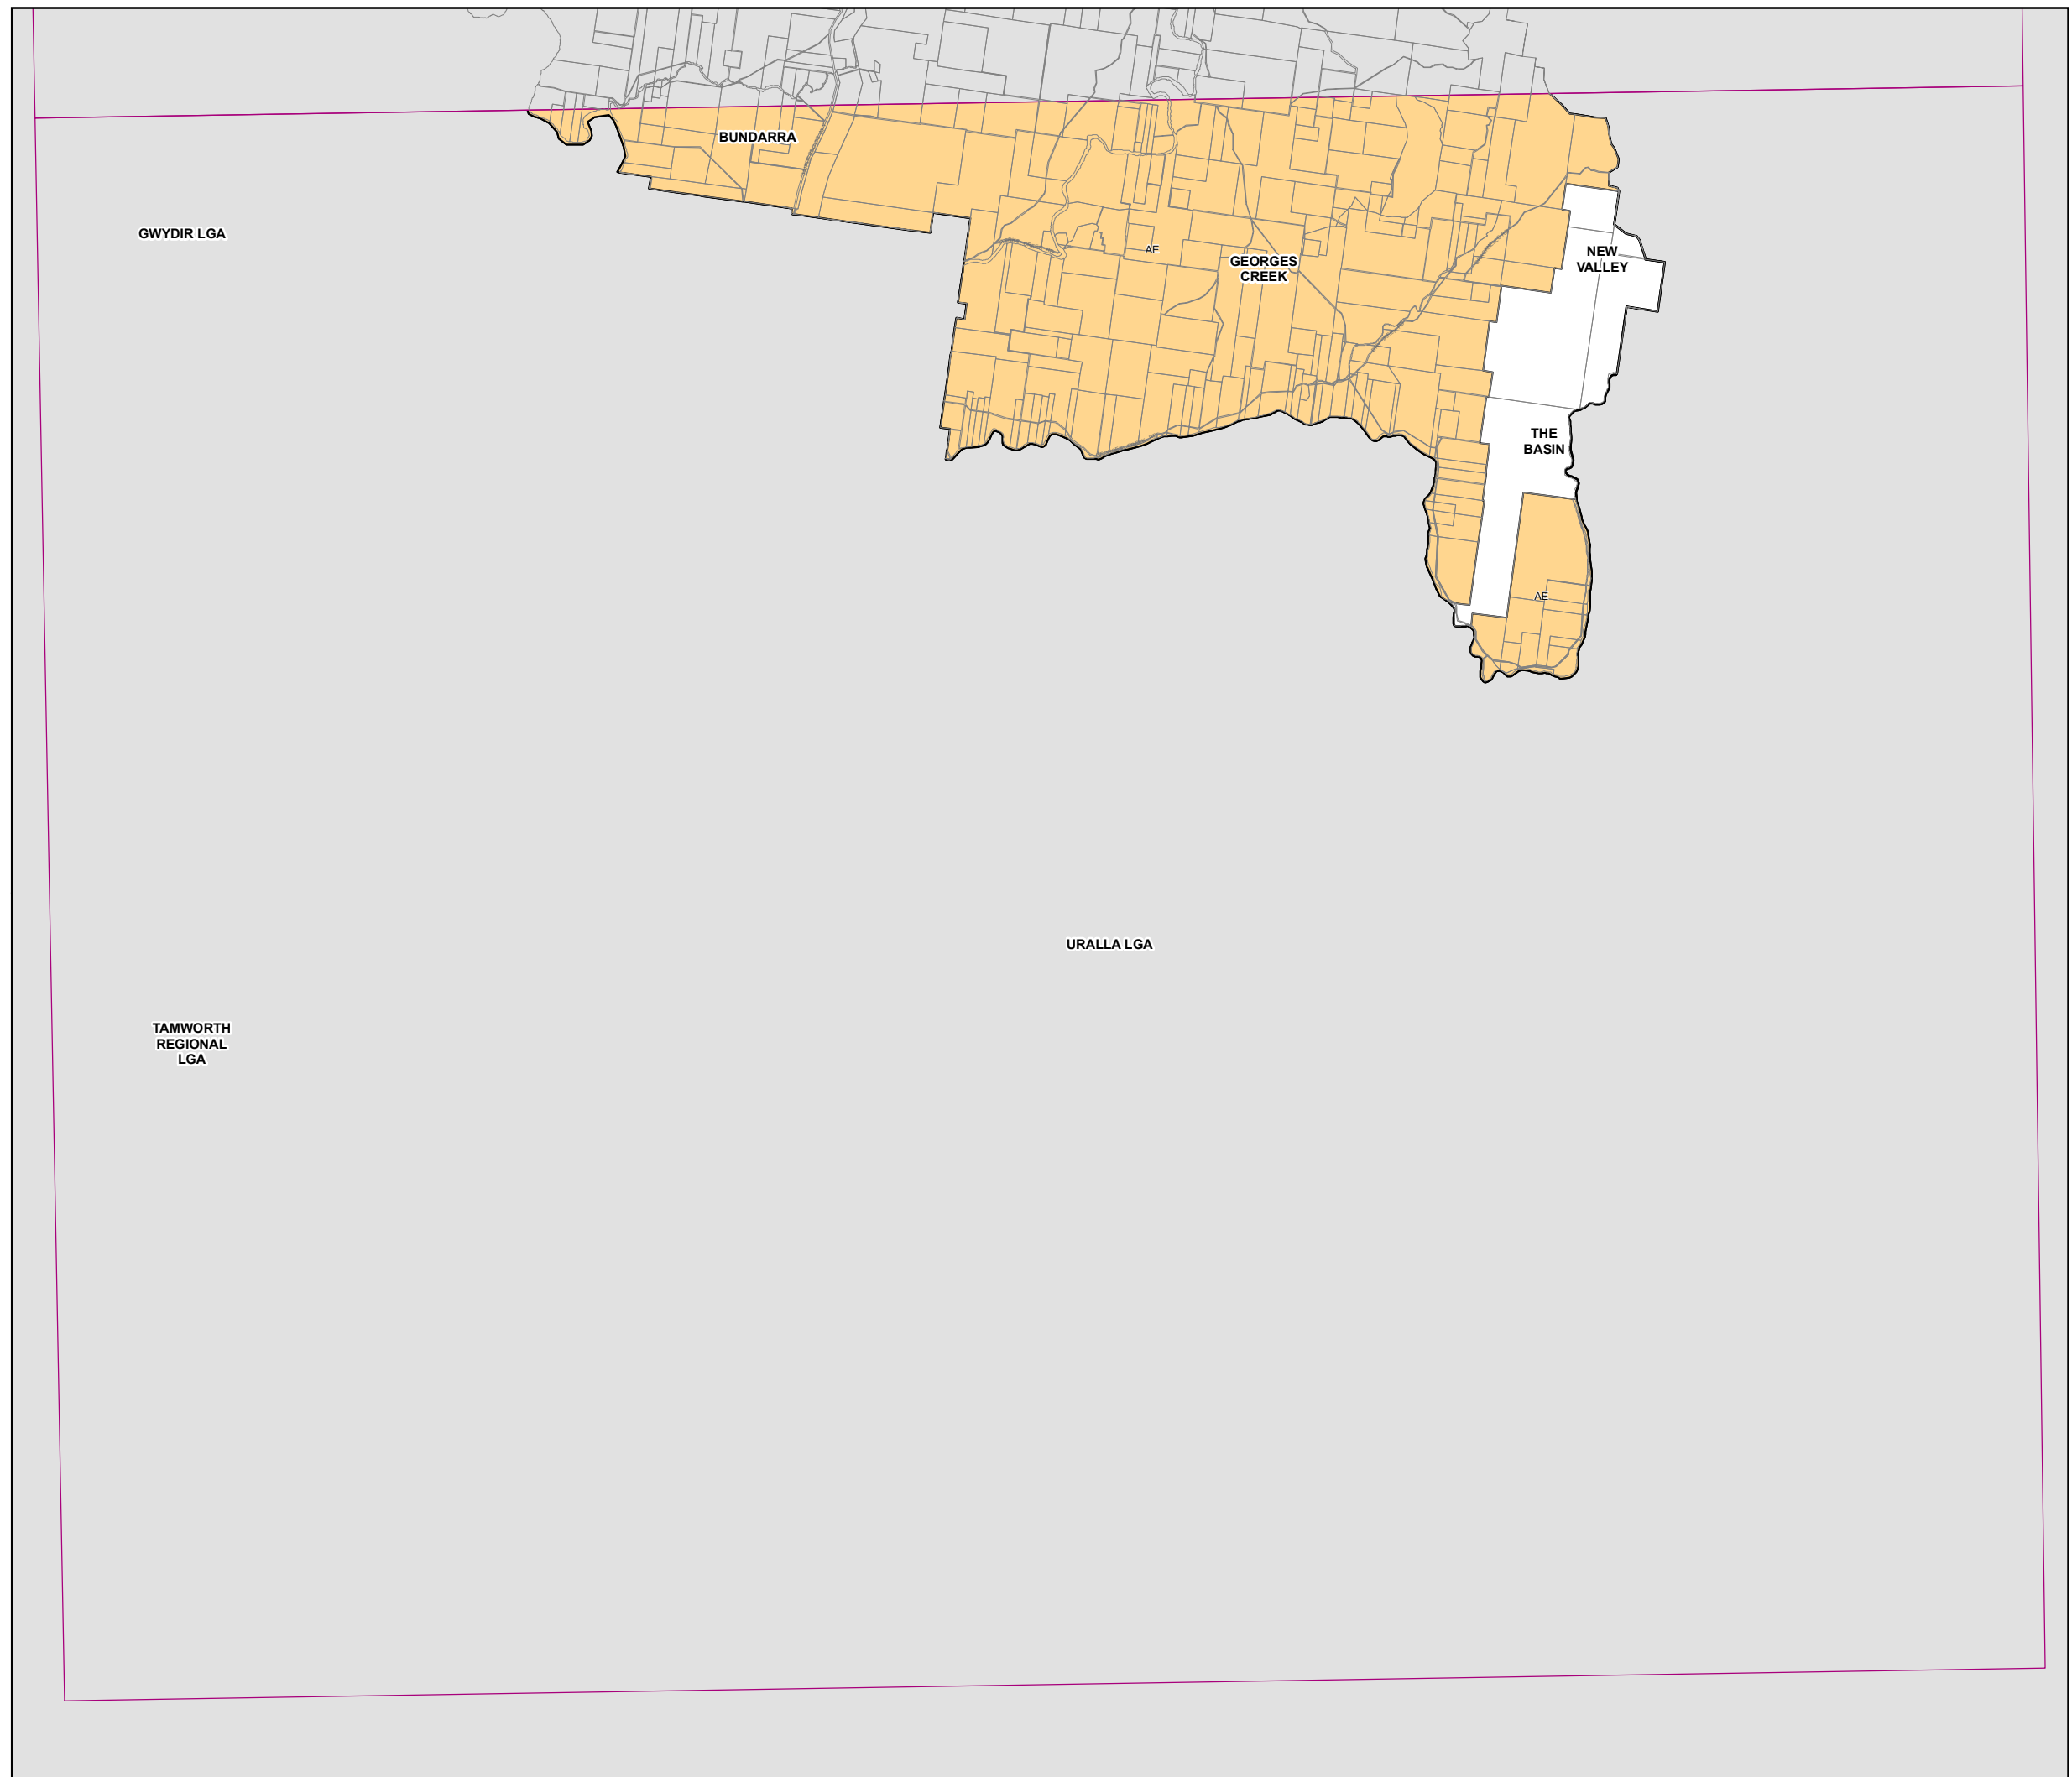 BUNDARRA
GWYDIR LGA
AE
GEORGES
CREEK
NEW
VALLEY
THE
BASIN
AE
URALLA LGA
TAMWORTH
REGIONAL
LGA